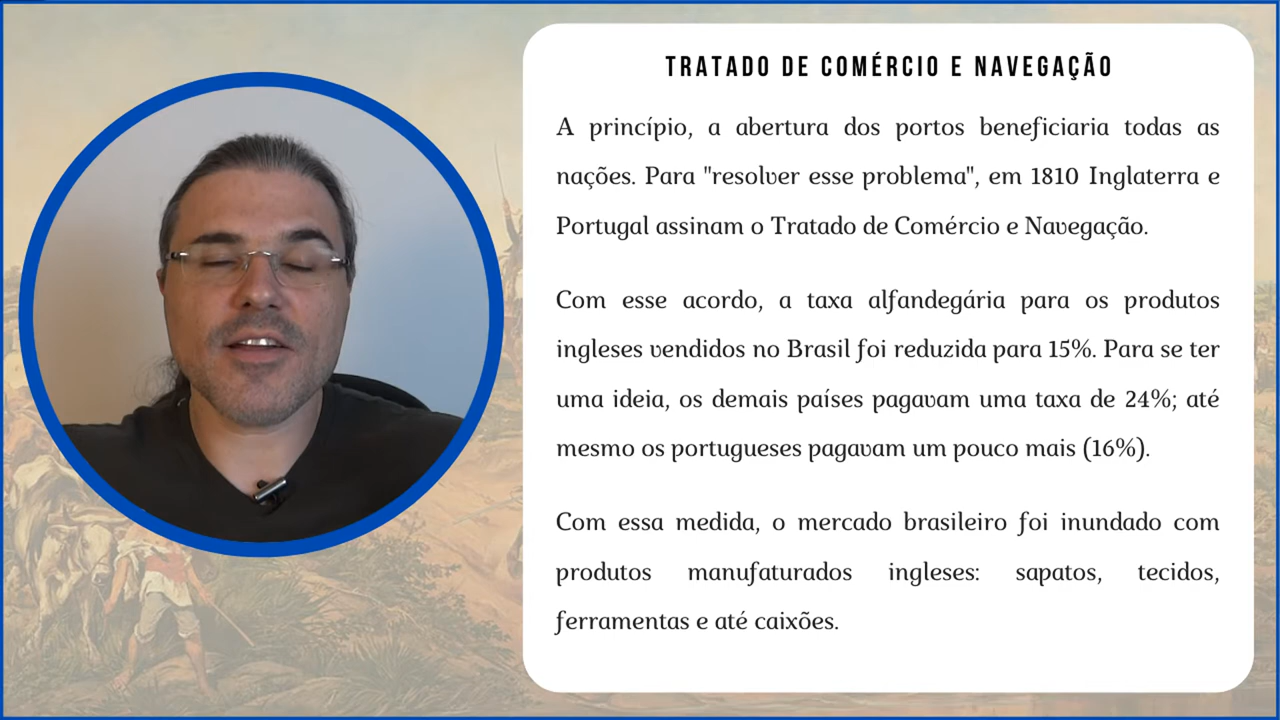 TRATADO DE COMÉRCIO E NAVEGAÇÃO
A princípio, a abertura dos portos beneficiaria todas as
nações. Para "resolver esse problema", em 1810 Inglaterra e
Portugal assinam o Tratado de Comércio e Navegação.
Com esse acordo, a taxa alfandegária para os produtos
ingleses vendidos no Brasil foi reduzida para 15%. Para se ter
uma ideia, os demais países pagavam uma taxa de 24%; até
mesmo os portugueses pagavam um pouco mais (16%).
Com essa medida, o mercado brasileiro foi inundado com
produtos manufaturados ingleses: sapatos, tecidos,
ferramentas e até caixões.